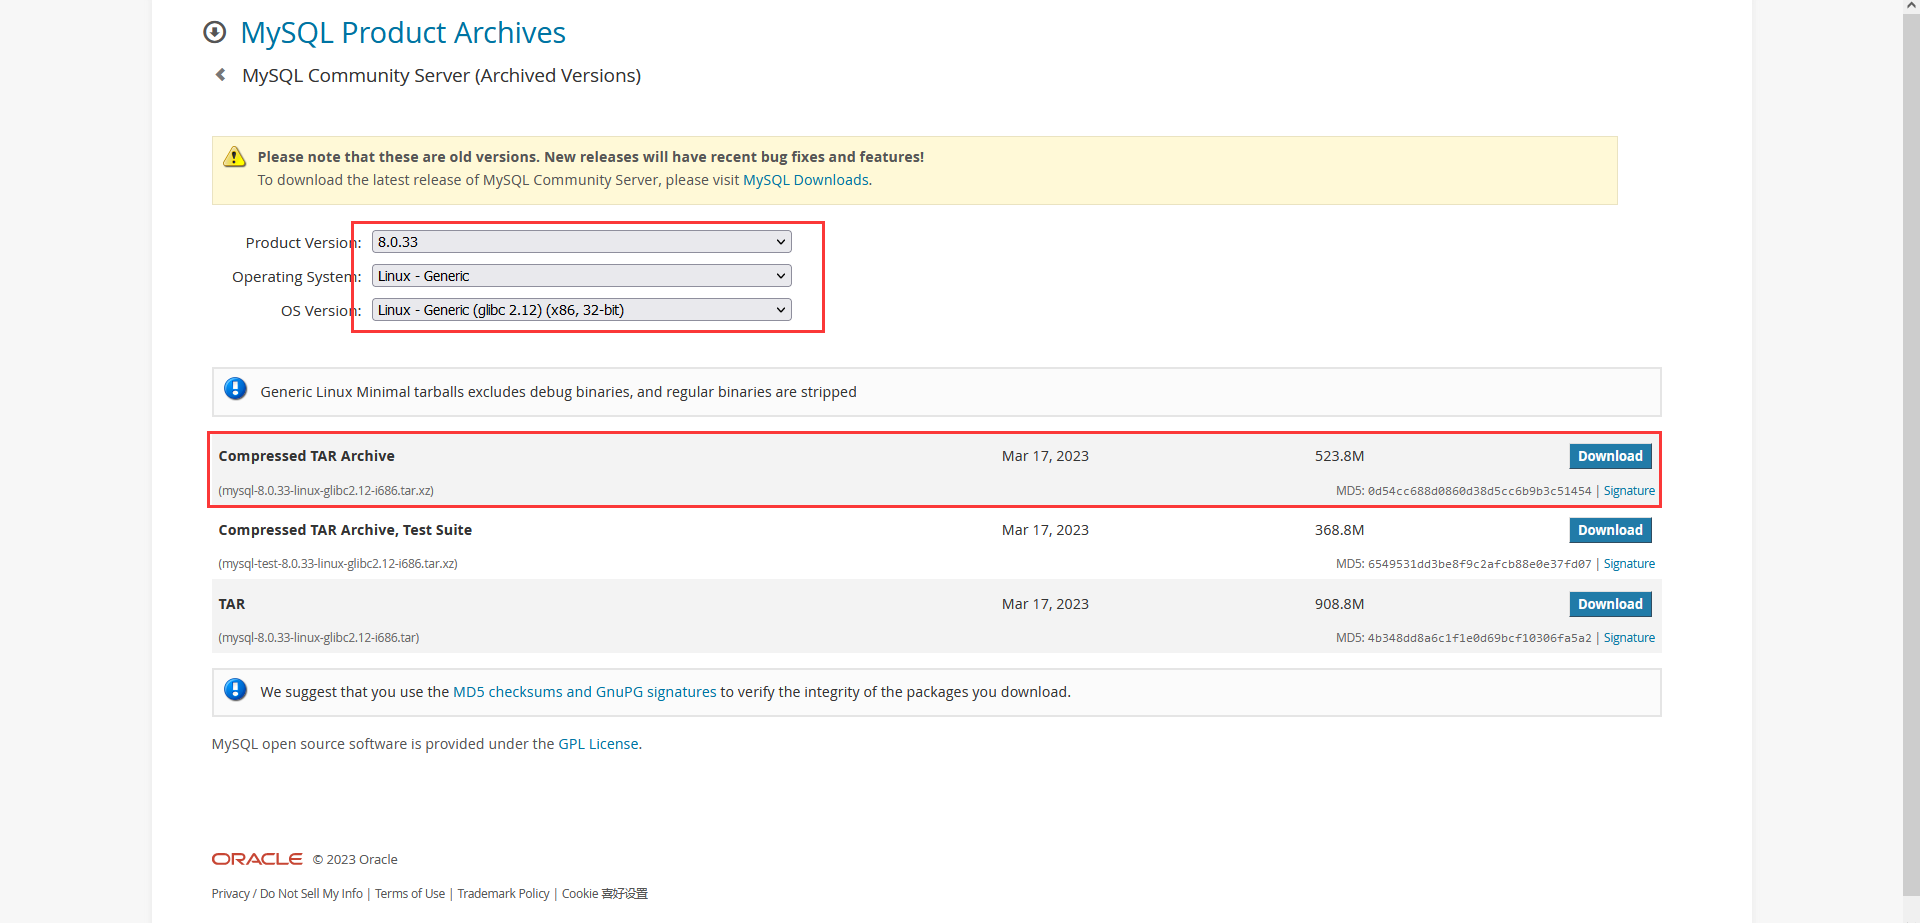 MySQL Product Archives
MySQL Community Server (Archived Versions)
Please note that these are old versions. New releases will have recent bug fixes and features!
To download the latest release of MySQL Community Server, please visit MySQL Downloads.
Product Version: 8.0.33
Operating System: Linux - Generic
OS Version: Linux - Generic (glibc 2.12) (x86, 32-bit)
Generic Linux Minimal tarballs excludes debug binaries, and regular binaries are stripped
Compressed TAR Archive Mar 17, 2023 523.8M Download
(mysql-8.0.33-linux-glibc2.12-i686.tar.xz) MD5: 0d54cc688d0860d38d5cc6b9b3c51454 | Signature
Compressed TAR Archive, Test Suite Mar 17, 2023 368.8M Download
(mysql-test-8.0.33-linux-glibc2.12-i686.tar.xz) MD5: 6549531dd3be8f9c2afcb88e0e37fd07 | Signature
TAR Mar 17, 2023 908.8M Download
(mysql-8.0.33-linux-glibc2.12-i686.tar) MD5: 4b348dd8a6c1f1e0d69bcf10306fa5a2 | Signature
We suggest that you use the MD5 checksums and GnuPG signatures to verify the integrity of the packages you download.
MySQL open source software is provided under the GPL License.
ORACLE © 2023 Oracle
Privacy / Do Not Sell My Info | Terms of Use | Trademark Policy | Cookie 喜好设置